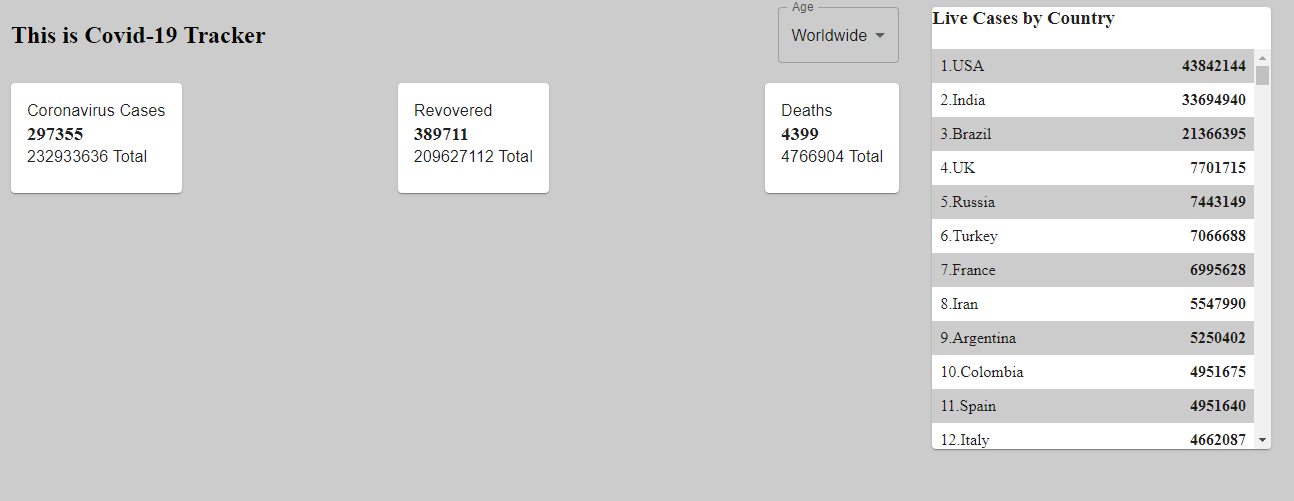 This is Covid-19 Tracker
Age
Worldwide
Coronavirus Cases
297355
232933636 Total
Revovered
389711
209627112 Total
Deaths
4399
4766904 Total
Live Cases by Country
1.USA 43842144
2.India 33694940
3.Brazil 21366395
4.UK 7701715
5.Russia 7443149
6.Turkey 7066688
7.France 6995628
8.Iran 5547990
9.Argentina 5250402
10.Colombia 4951675
11.Spain 4951640
12.Italy 4662087